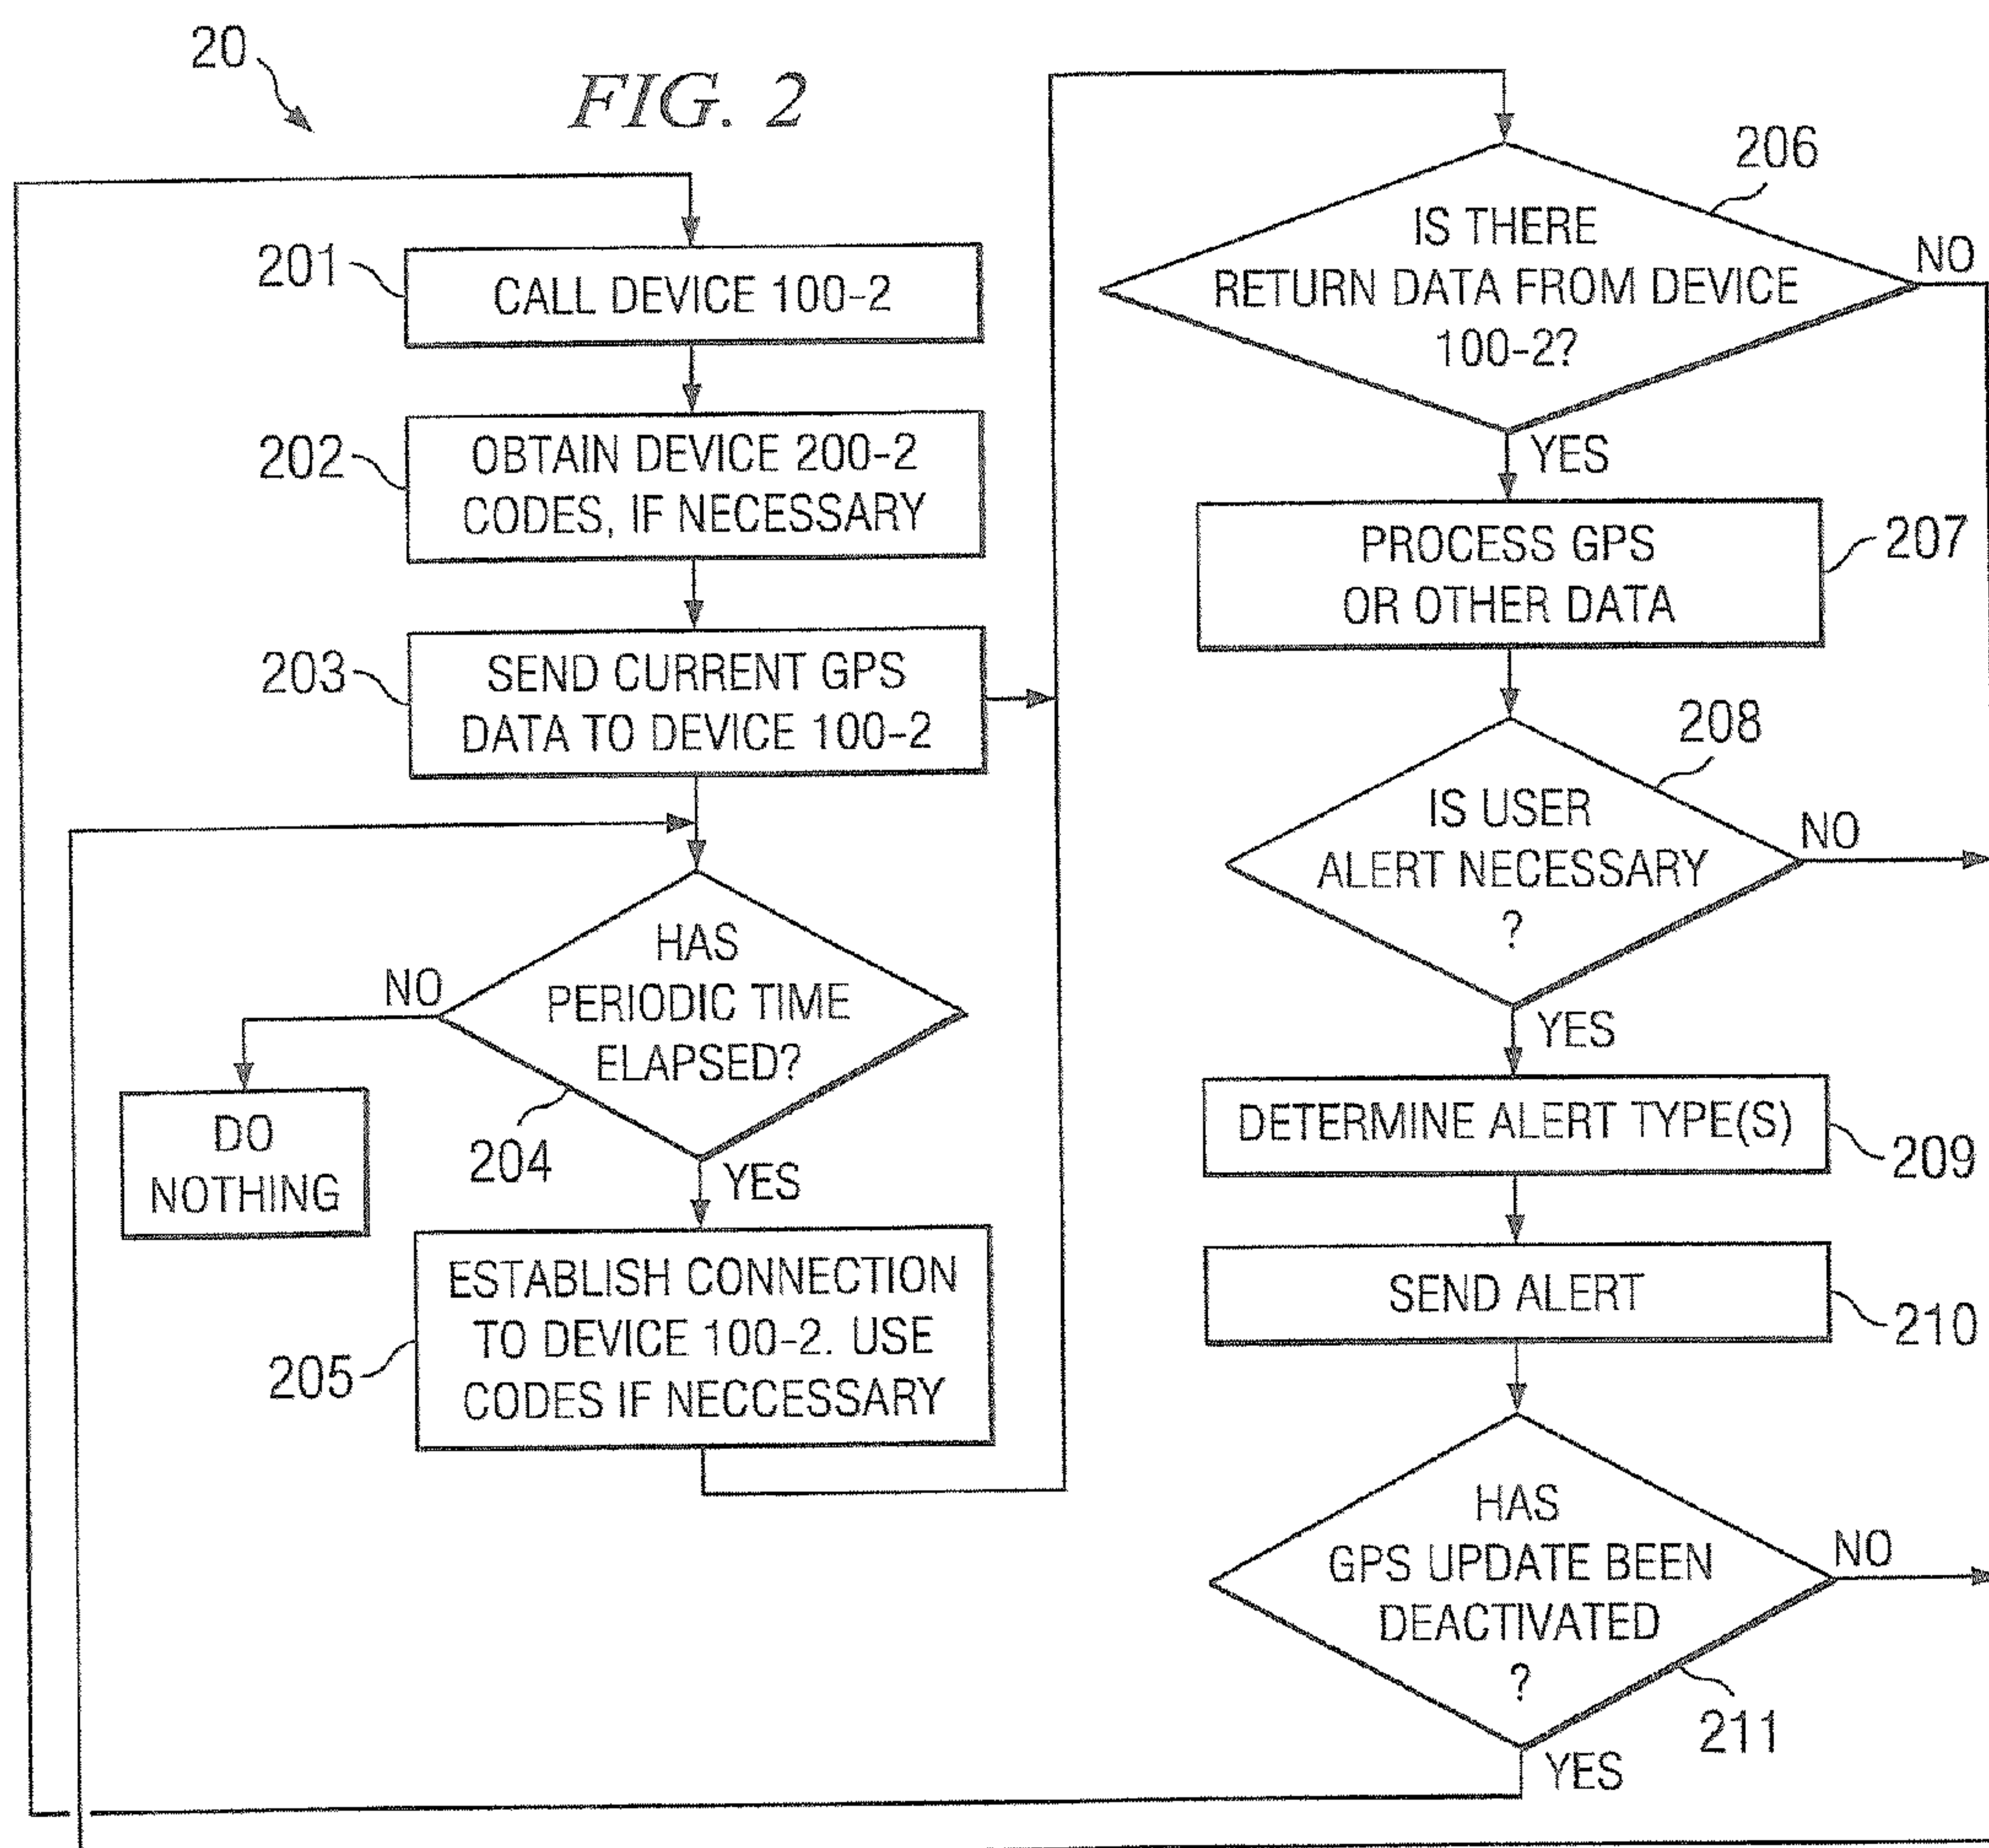 20
FIG. 2
201
CALL DEVICE 100-2
202
OBTAIN DEVICE 200-2
CODES, IF NECESSARY
203
SEND CURRENT GPS
DATA TO DEVICE 100-2
HAS
PERIODIC TIME
ELAPSED?
NO
204
YES
DO
NOTHING
205
ESTABLISH CONNECTION
TO DEVICE 100-2. USE
CODES IF NECCESSARY
206
IS THERE
RETURN DATA FROM DEVICE
100-2?
NO
YES
PROCESS GPS
OR OTHER DATA
207
208
IS USER
ALERT NECESSARY
?
NO
YES
DETERMINE ALERT TYPE(S)
209
SEND ALERT
210
HAS
GPS UPDATE BEEN
DEACTIVATED
?
NO
211
YES